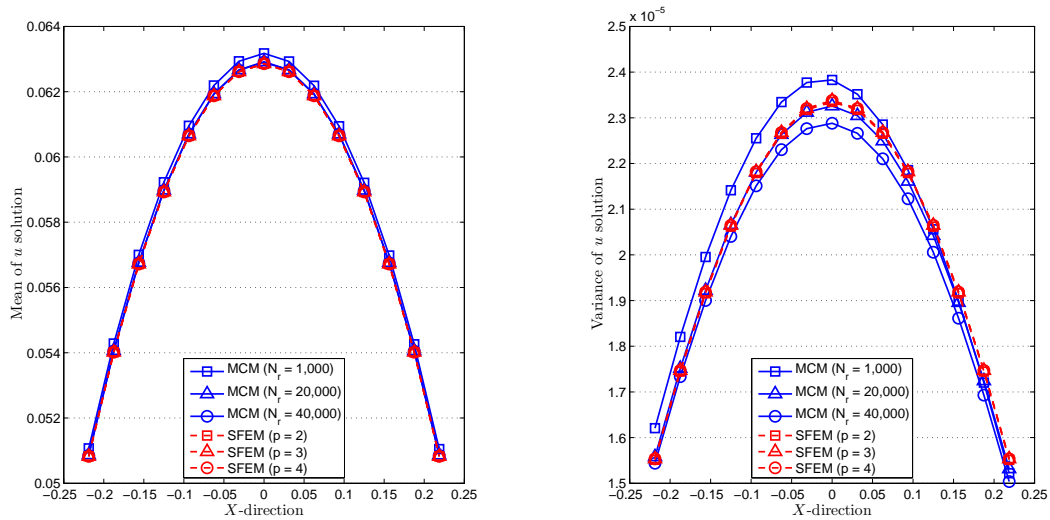 0.064
0.062
0.06
0.058
0.056
0.054
0.052
0.05
Mean of u solution
−0.25 −0.2 −0.15 −0.1 −0.05 0 0.05 0.1 0.15 0.2 0.25
X-direction
MCM (Nr = 1,000)
MCM (Nr = 20,000)
MCM (Nr = 40,000)
SFEM (p = 2)
SFEM (p = 3)
SFEM (p = 4)
x 10−5
2.5
2.4
2.3
2.2
2.1
2
1.9
1.8
1.7
1.6
1.5
Variance of u solution
−0.25 −0.2 −0.15 −0.1 −0.05 0 0.05 0.1 0.15 0.2 0.25
X-direction
MCM (Nr = 1,000)
MCM (Nr = 20,000)
MCM (Nr = 40,000)
SFEM (p = 2)
SFEM (p = 3)
SFEM (p = 4)